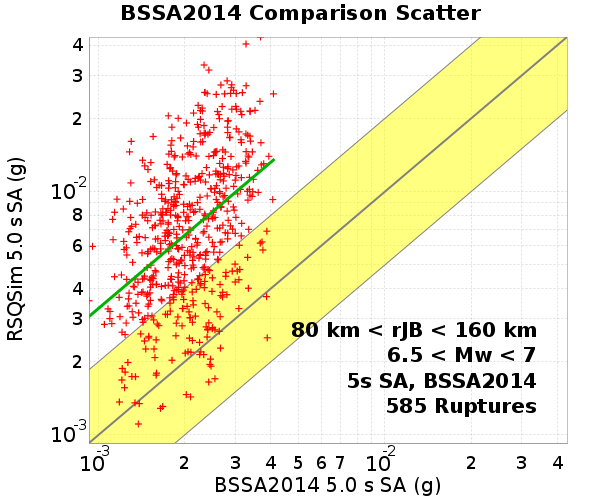 BSSA2014 Comparison Scatter
4
3
2
10-2
8
6
4
3
2
10-3
RSQSim 5.0 s SA (g)
80 km < rJB < 160 km
6.5 < Mw < 7
5s SA, BSSA2014
585 Ruptures
10-3 2 3 4 5 6 7 10-2 2 3 4
BSSA2014 5.0 s SA (g)